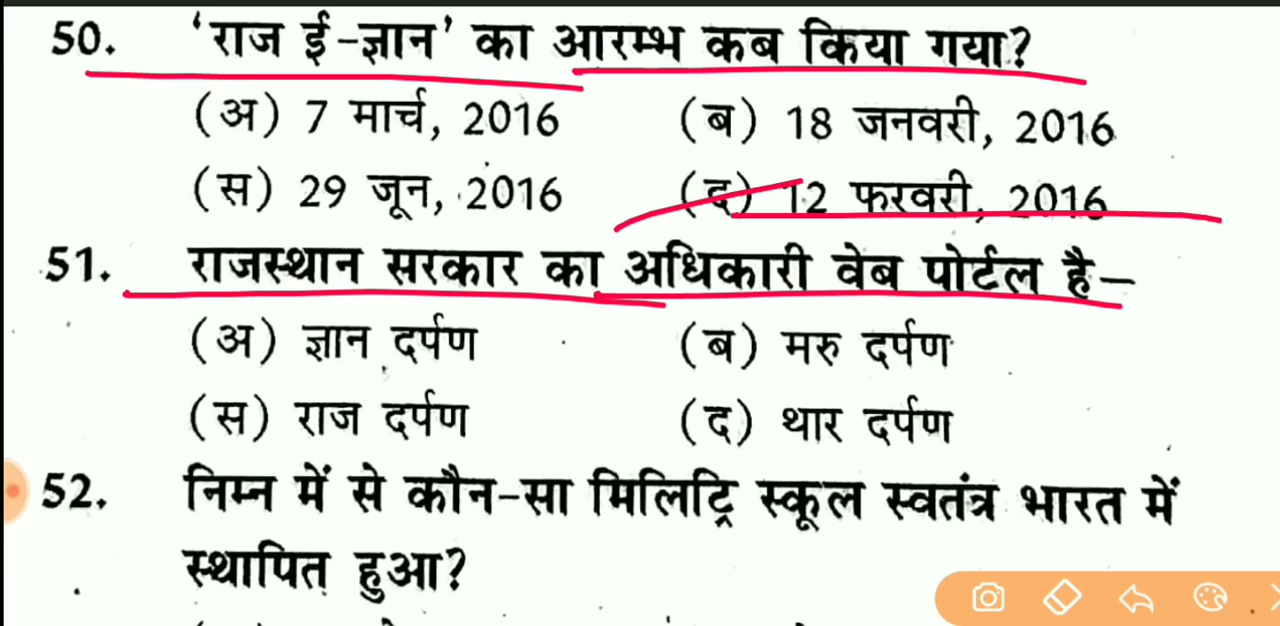 50. 'राज ई-ज्ञान' का आरम्भ कब किया गया?
(अ) 7 मार्च, 2016 (ब) 18 जनवरी, 2016
(स) 29 जून, 2016 (द) 12 फरवरी, 2016
51. राजस्थान सरकार का अधिकारी वेब पोर्टल है–
(अ) ज्ञान दर्पण (ब) मरु दर्पण
(स) राज दर्पण (द) थार दर्पण
52. निम्न में से कौन-सा मिलिट्रि स्कूल स्वतंत्र भारत में
स्थापित हुआ?